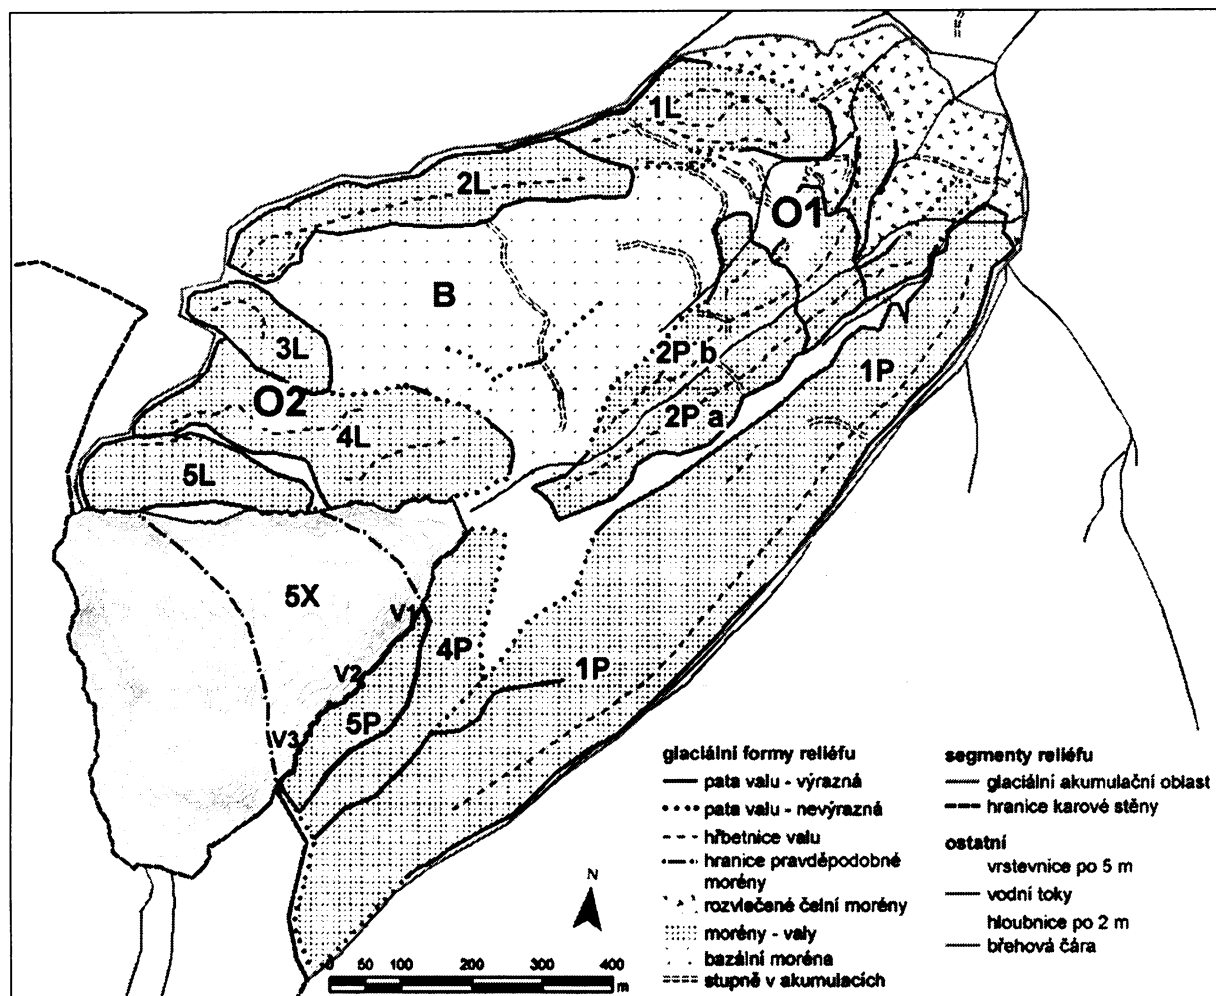 1L
2L
O1
B
3L
2P b
1P
O2
2P a
4L
5L
5X
V1
4P
V2
1P
5P
V3
glaciální formy reliéfu
pata valu - výrazná
pata valu - nevýrazná
hřbetnice valu
hranice pravděpodobné
morény
rozvlečené čelní morény
morény - valy
bazální moréna
stupně v akumulacích
segmenty reliéfu
glaciální akumulační oblast
hranice karové stěny
ostatní
vrstevnice po 5 m
vodní toky
hloubnice po 2 m
břehová čára
N
0 50 100 200 300 400
m